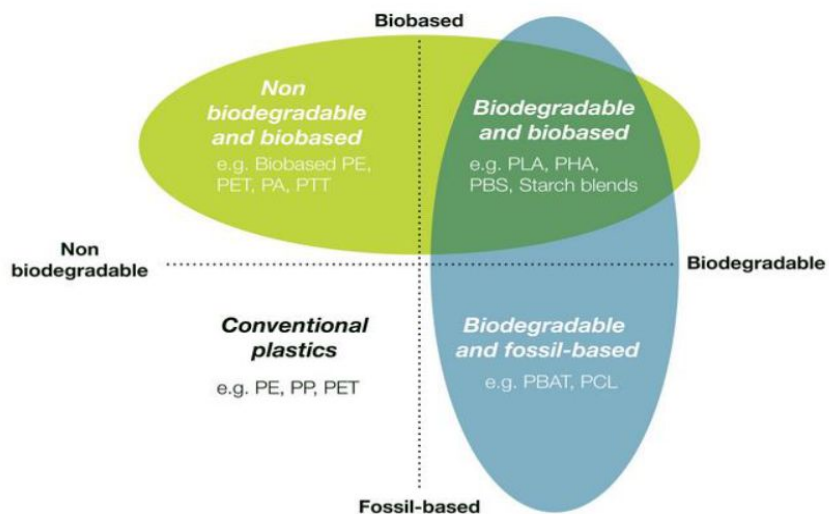 Biobased
Non
biodegradable
and biobased
e.g. Biobased PE,
PET, PA, PTT
Biodegradable
and biobased
e.g. PLA, PHA,
PBS, Starch blends
Non
biodegradable
Biodegradable
Conventional
plastics
e.g. PE, PP, PET
Biodegradable
and fossil-based
e.g. PBAT, PCL
Fossil-based